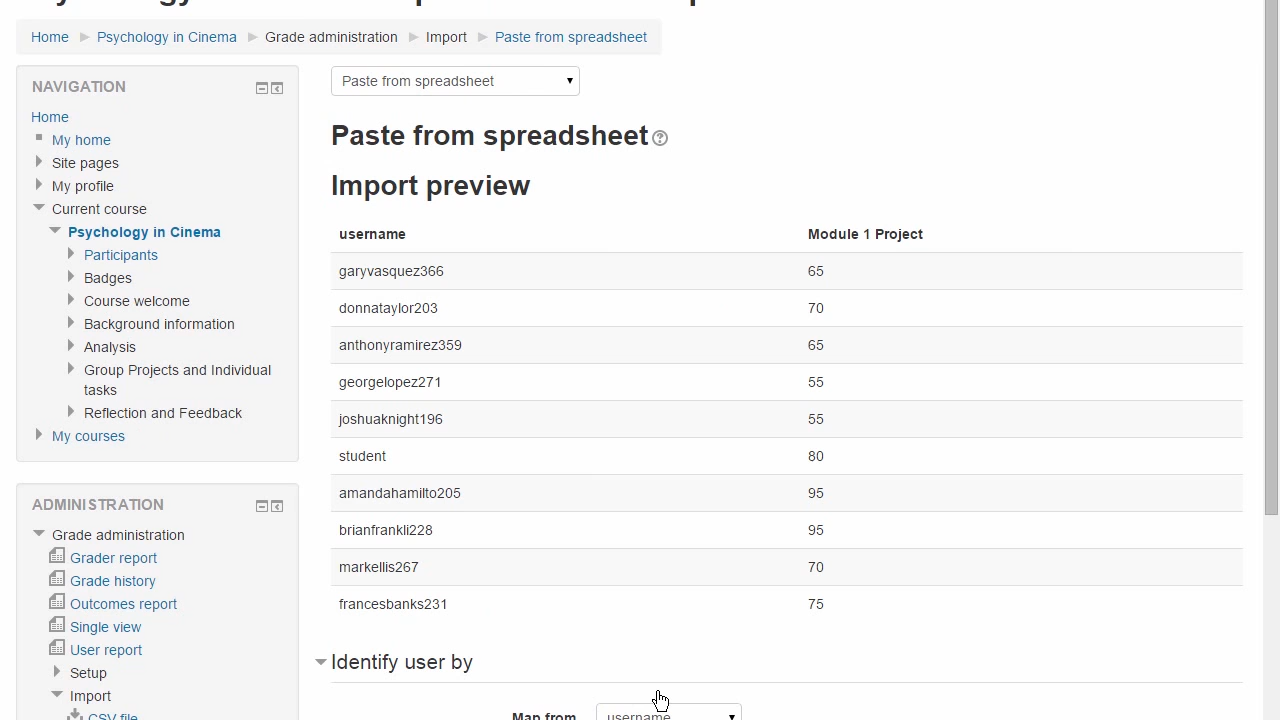 Home Psychology in Cinema Grade administration Import Paste from spreadsheet
NAVIGATION
Home
My home
Site pages
My profile
Current course
Psychology in Cinema
Participants
Badges
Course welcome
Background information
Analysis
Group Projects and Individual
tasks
Reflection and Feedback
My courses
ADMINISTRATION
Grade administration
Grader report
Grade history
Outcomes report
Single view
User report
Setup
Import
CSV file
Paste from spreadsheet
Paste from spreadsheet
Import preview
username Module 1 Project
garyvasquez366 65
donnataylor203 70
anthonyramirez359 65
georgelopez271 55
joshuaknight196 55
student 80
amandahamilto205 95
brianfrankli228 95
markellis267 70
francesbanks231 75
Identify user by
Map from username